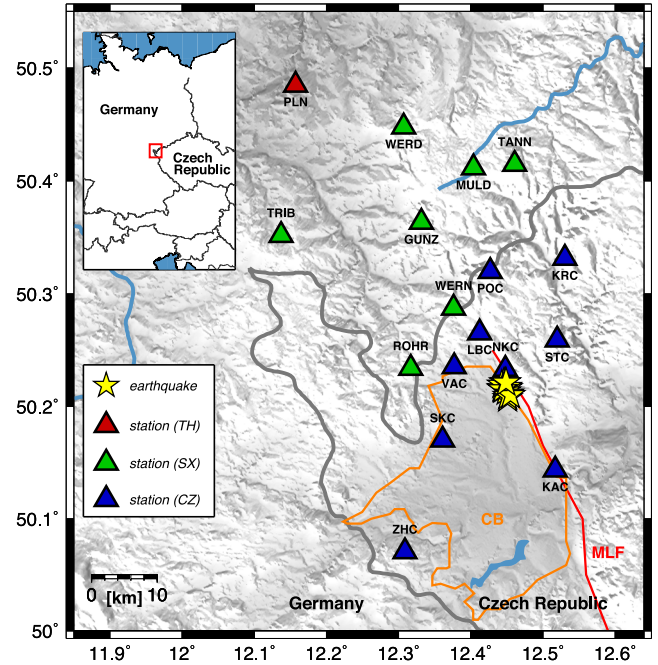 50.5°
50.4°
50.3°
50.2°
50.1°
50°
Germany
Czech
Republic
PLN
WERD
TANN
MULD
TRIB
GUNZ
KRC
POC
WERN
LBC
NKC
STC
ROHR
VAC
SKC
KAC
ZHC
CB
MLF
earthquake
station (TH)
station (SX)
station (CZ)
0
10
[km]
Germany
Czech Republic
11.9°
12°
12.1°
12.2°
12.3°
12.4°
12.5°
12.6°